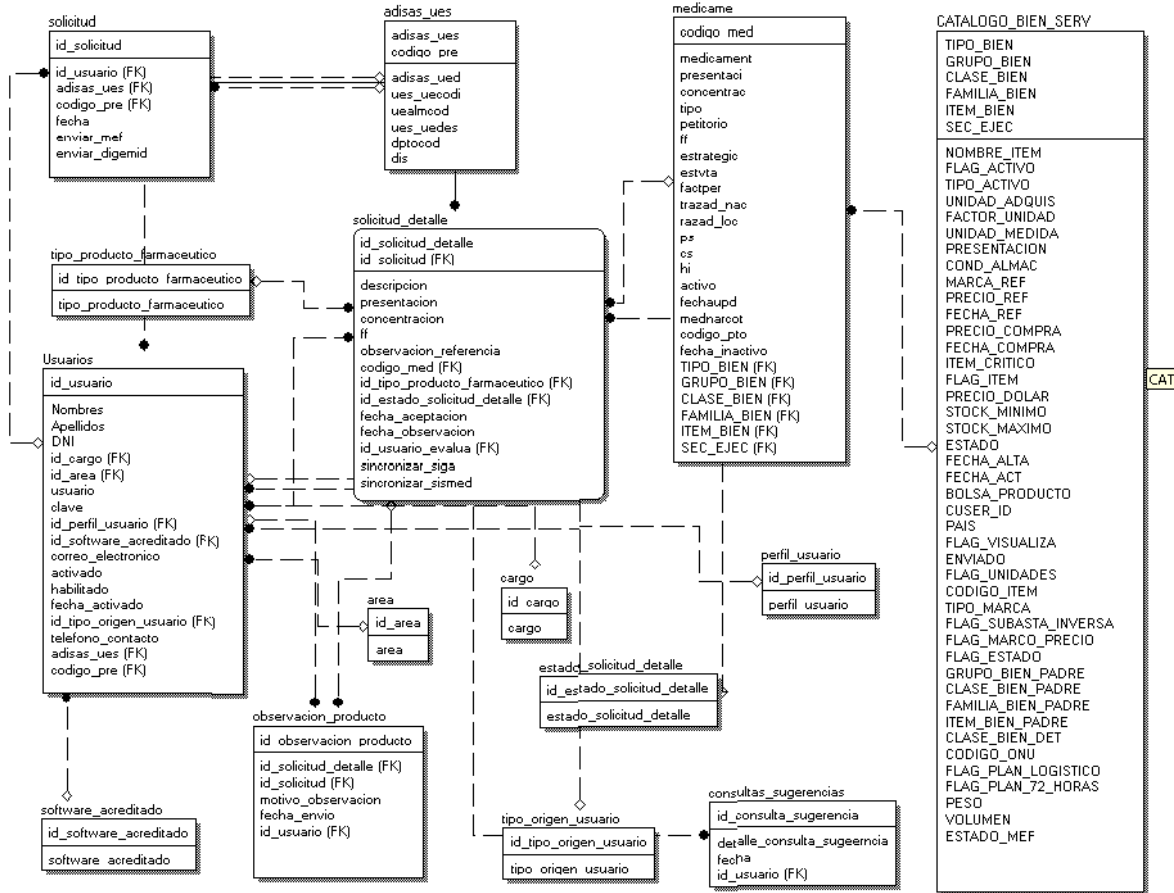 solicitud
id_solicitud
id_usuario (FK)
adisas_ues (FK)
codigo_pre (FK)
fecha
enviar_mef
enviar_digemid
adisas_ues
adisas_ues
codigo_pre
adisas_ued
ues_uecodi
uealmcod
ues_uedes
dptocod
dis
medicame
codigo_med
medicament
presentaci
concentrac
tipo
petitorio
ff
estrategic
estvta
factper
trazad_nac
razad_loc
ps
cs
hi
activo
fechaupd
mednarcot
codigo_pto
fecha_inactivo
TIPO_BIEN (FK)
GRUPO_BIEN (FK)
CLASE_BIEN (FK)
FAMILIA_BIEN (FK)
ITEM_BIEN (FK)
SEC_EJEC (FK)
CATALOGO_BIEN_SERV
TIPO_BIEN
GRUPO_BIEN
CLASE_BIEN
FAMILIA_BIEN
ITEM_BIEN
SEC_EJEC
NOMBRE_ITEM
FLAG_ACTIVO
TIPO_ACTIVO
UNIDAD_ADQUIS
FACTOR_UNIDAD
UNIDAD_MEDIDA
PRESENTACION
COND_ALMAC
MARCA_REF
PRECIO_REF
FECHA_REF
PRECIO_COMPRA
FECHA_COMPRA
ITEM_CRITICO
FLAG_ITEM
PRECIO_DOLAR
STOCK_MINIMO
STOCK_MAXIMO
ESTADO
FECHA_ALTA
FECHA_ACT
BOLSA_PRODUCTO
CUSER_ID
PAIS
FLAG_VISUALIZA
ENVIADO
FLAG_UNIDADES
CODIGO_ITEM
TIPO_MARCA
FLAG_SUBASTA_INVERSA
FLAG_MARCO_PRECIO
FLAG_ESTADO
GRUPO_BIEN_PADRE
CLASE_BIEN_PADRE
FAMILIA_BIEN_PADRE
ITEM_BIEN_PADRE
CLASE_BIEN_DET
CODIGO_ONU
FLAG_PLAN_LOGISTICO
FLAG_PLAN_72_HORAS
PESO
VOLUMEN
ESTADO_MEF
CAT
solicitud_detalle
id_solicitud_detalle
id_solicitud (FK)
descripcion
presentacion
concentracion
ff
observacion_referencia
codigo_med (FK)
id_tipo_producto_farmaceutico (FK)
id_estado_solicitud_detalle (FK)
fecha_aceptacion
fecha_observacion
id_usuario_evalua (FK)
sincronizar_siga
sincronizar_sismed
tipo_producto_farmaceutico
id_tipo_producto_farmaceutico
tipo_producto_farmaceutico
Usuarios
id_usuario
Nombres
Apellidos
DNI
id_cargo (FK)
id_area (FK)
usuario
clave
id_perfil_usuario (FK)
id_software_acreditado (FK)
correo_electronico
activado
habilitado
fecha_activado
id_tipo_origen_usuario (FK)
telefono_contacto
adisas_ues (FK)
codigo_pre (FK)
perfil_usuario
id_perfil_usuario
perfil_usuario
cargo
id_cargo
cargo
area
id_area
area
estado_solicitud_detalle
id_estado_solicitud_detalle
estado_solicitud_detalle
observacion_producto
id_observacion_producto
id_solicitud_detalle (FK)
id_solicitud (FK)
motivo_observacion
fecha_envio
id_usuario (FK)
software_acreditado
id_software_acreditado
software_acreditado
tipo_origen_usuario
id_tipo_origen_usuario
tipo_origen_usuario
consultas_sugerencias
id_consulta_sugerencia
detalle_consulta_sugeerncia
fecha
id_usuario (FK)